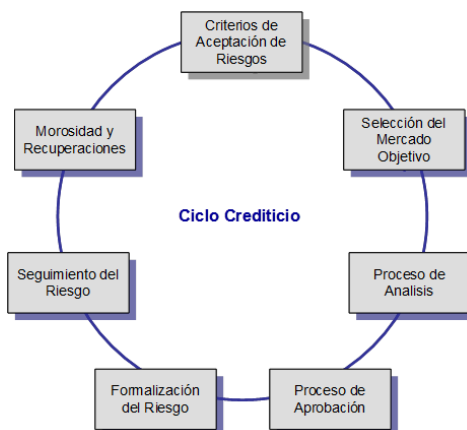 Criterios de
Aceptación de
Riesgos
Selección del
Mercado
Objetivo
Proceso de
Analisis
Proceso de
Aprobación
Formalización
del Riesgo
Seguimiento del
Riesgo
Morosidad y
Recuperaciones
Ciclo Crediticio